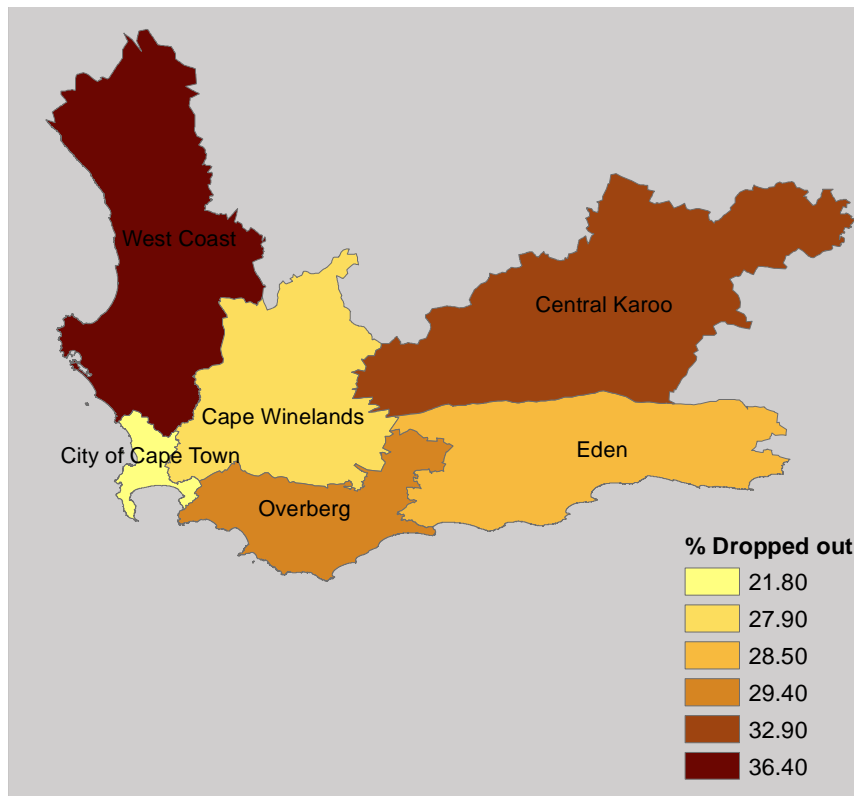 West Coast
Central Karoo
Cape Winelands
City of Cape Town
Eden
Overberg
% Dropped out
21.80
27.90
28.50
29.40
32.90
36.40